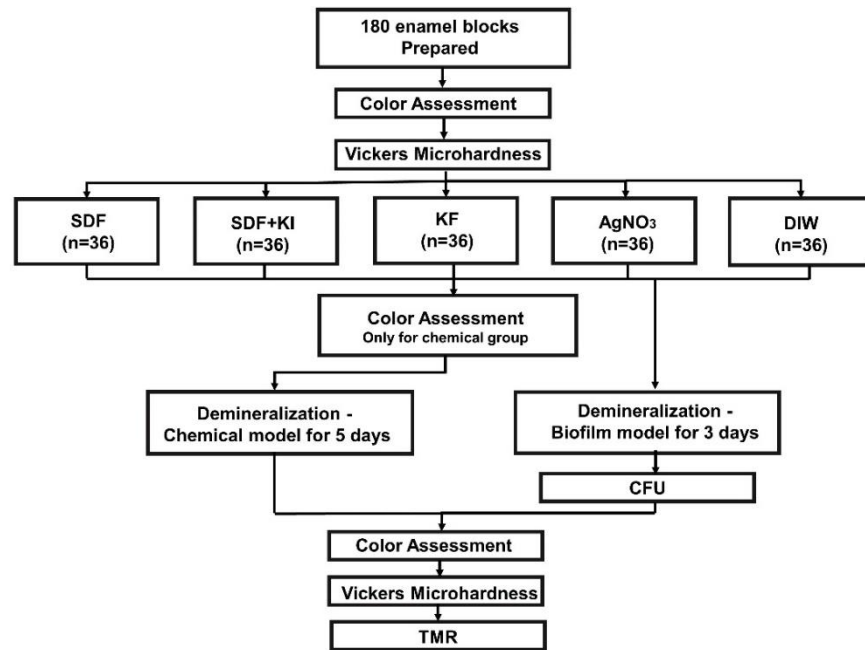 180 enamel blocks
Prepared
Color Assessment
Vickers Microhardness
SDF
(n=36)
SDF+KI
(n=36)
KF
(n=36)
AgNO₃
(n=36)
DIW
(n=36)
Color Assessment
Only for chemical group
Demineralization -
Chemical model for 5 days
Demineralization -
Biofilm model for 3 days
CFU
Color Assessment
Vickers Microhardness
TMR